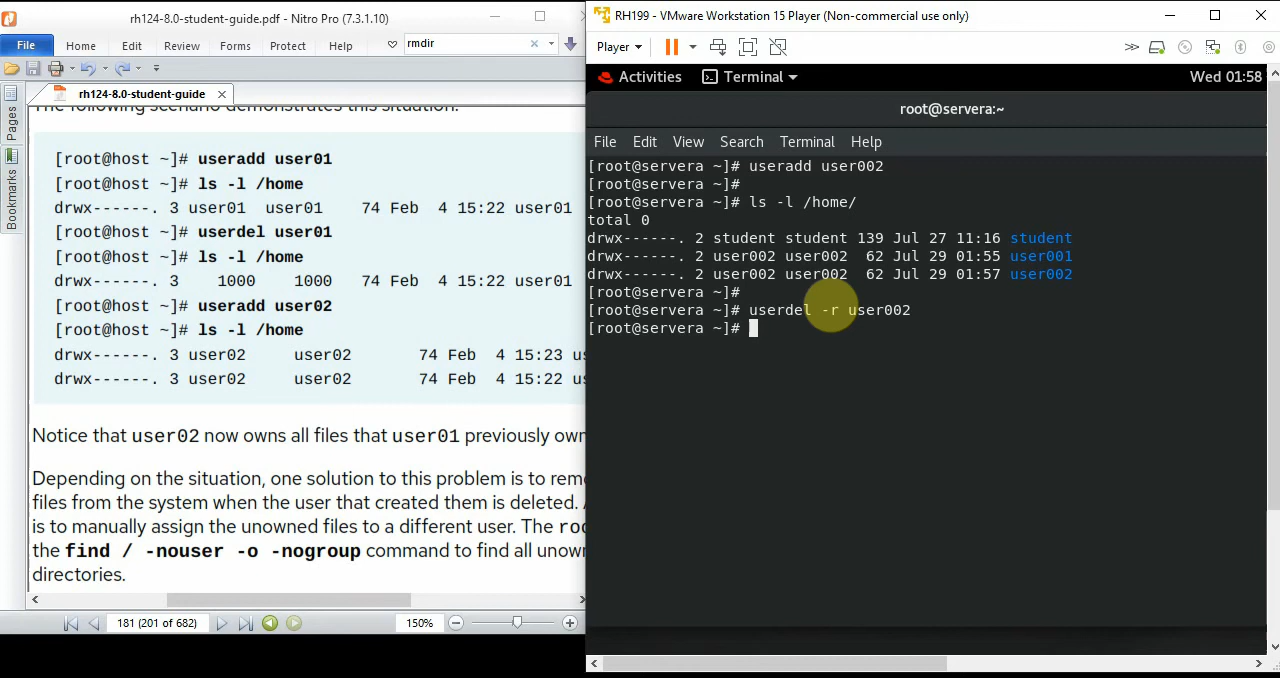 rh124-8.0-student-guide.pdf - Nitro Pro (7.3.1.10)
File Home Edit Review Forms Protect Help rmdir
rh124-8.0-student-guide
Pages
Bookmarks
The following scenario demonstrates this situation.
[root@host ~]# useradd user01
[root@host ~]# ls -l /home
drwx------. 3 user01 user01 74 Feb 4 15:22 user01
[root@host ~]# userdel user01
[root@host ~]# ls -l /home
drwx------. 3 1000 1000 74 Feb 4 15:22 user01
[root@host ~]# useradd user02
[root@host ~]# ls -l /home
drwx------. 3 user02 user02 74 Feb 4 15:23
drwx------. 3 user02 user02 74 Feb 4 15:22
Notice that user02 now owns all files that user01 previously
Depending on the situation, one solution to this problem is to
files from the system when the user that created them is deleted.
is to manually assign the unowned files to a different user. The
the find / -nouser -o -nogroup command to find all
directories.
181 (201 of 682) 150%
RH199 - VMware Workstation 15 Player (Non-commercial use only)
Player
Activities Terminal Wed 01:58
root@servera:~
File Edit View Search Terminal Help
[root@servera ~]# useradd user002
[root@servera ~]#
[root@servera ~]# ls -l /home/
total 0
drwx------. 2 student student 139 Jul 27 11:16 student
drwx------. 2 user002 user002 62 Jul 29 01:55 user001
drwx------. 2 user002 user002 62 Jul 29 01:57 user002
[root@servera ~]#
[root@servera ~]# userdel -r user002
[root@servera ~]#